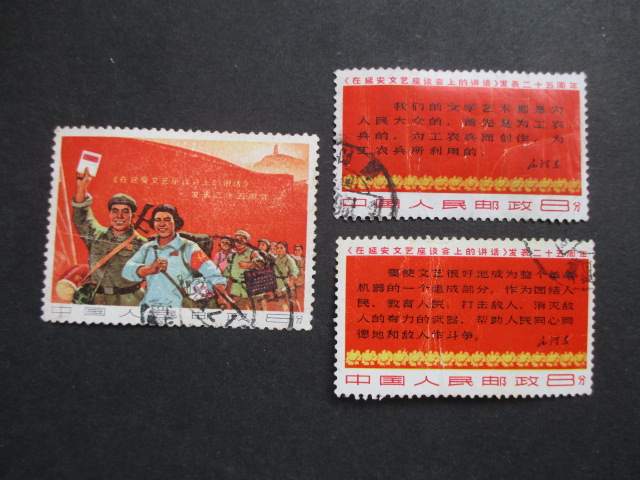 《在延安文艺座谈会上的讲话》
发表二十五周年
中国人民邮政8分
《在延安文艺座谈会上的讲话》发表二十五周年
我们的文学艺术都是为
人民大众的，首先是为工农
兵的，为工农兵而创作，为
工农兵所利用的。
毛泽东
中国人民邮政8分
《在延安文艺座谈会上的讲话》发表二十五周年
要使文艺很好地成为整个革命
机器的一个组成部分，作为团结人
民、教育人民、打击敌人、消灭敌
人的有力的武器，帮助人民同心同
德地和敌人作斗争。
毛泽东
中国人民邮政8分